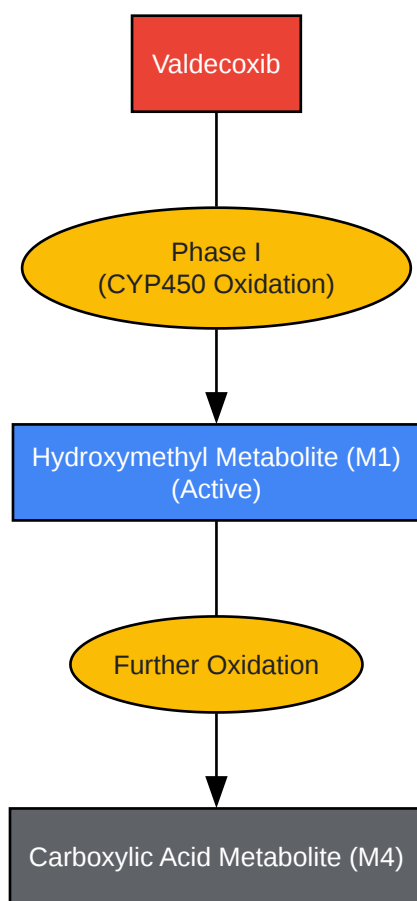 Valdecoxib
Phase I
(CYP450 Oxidation)
Hydroxymethyl Metabolite (M1)
(Active)
Further Oxidation
Carboxylic Acid Metabolite (M4)